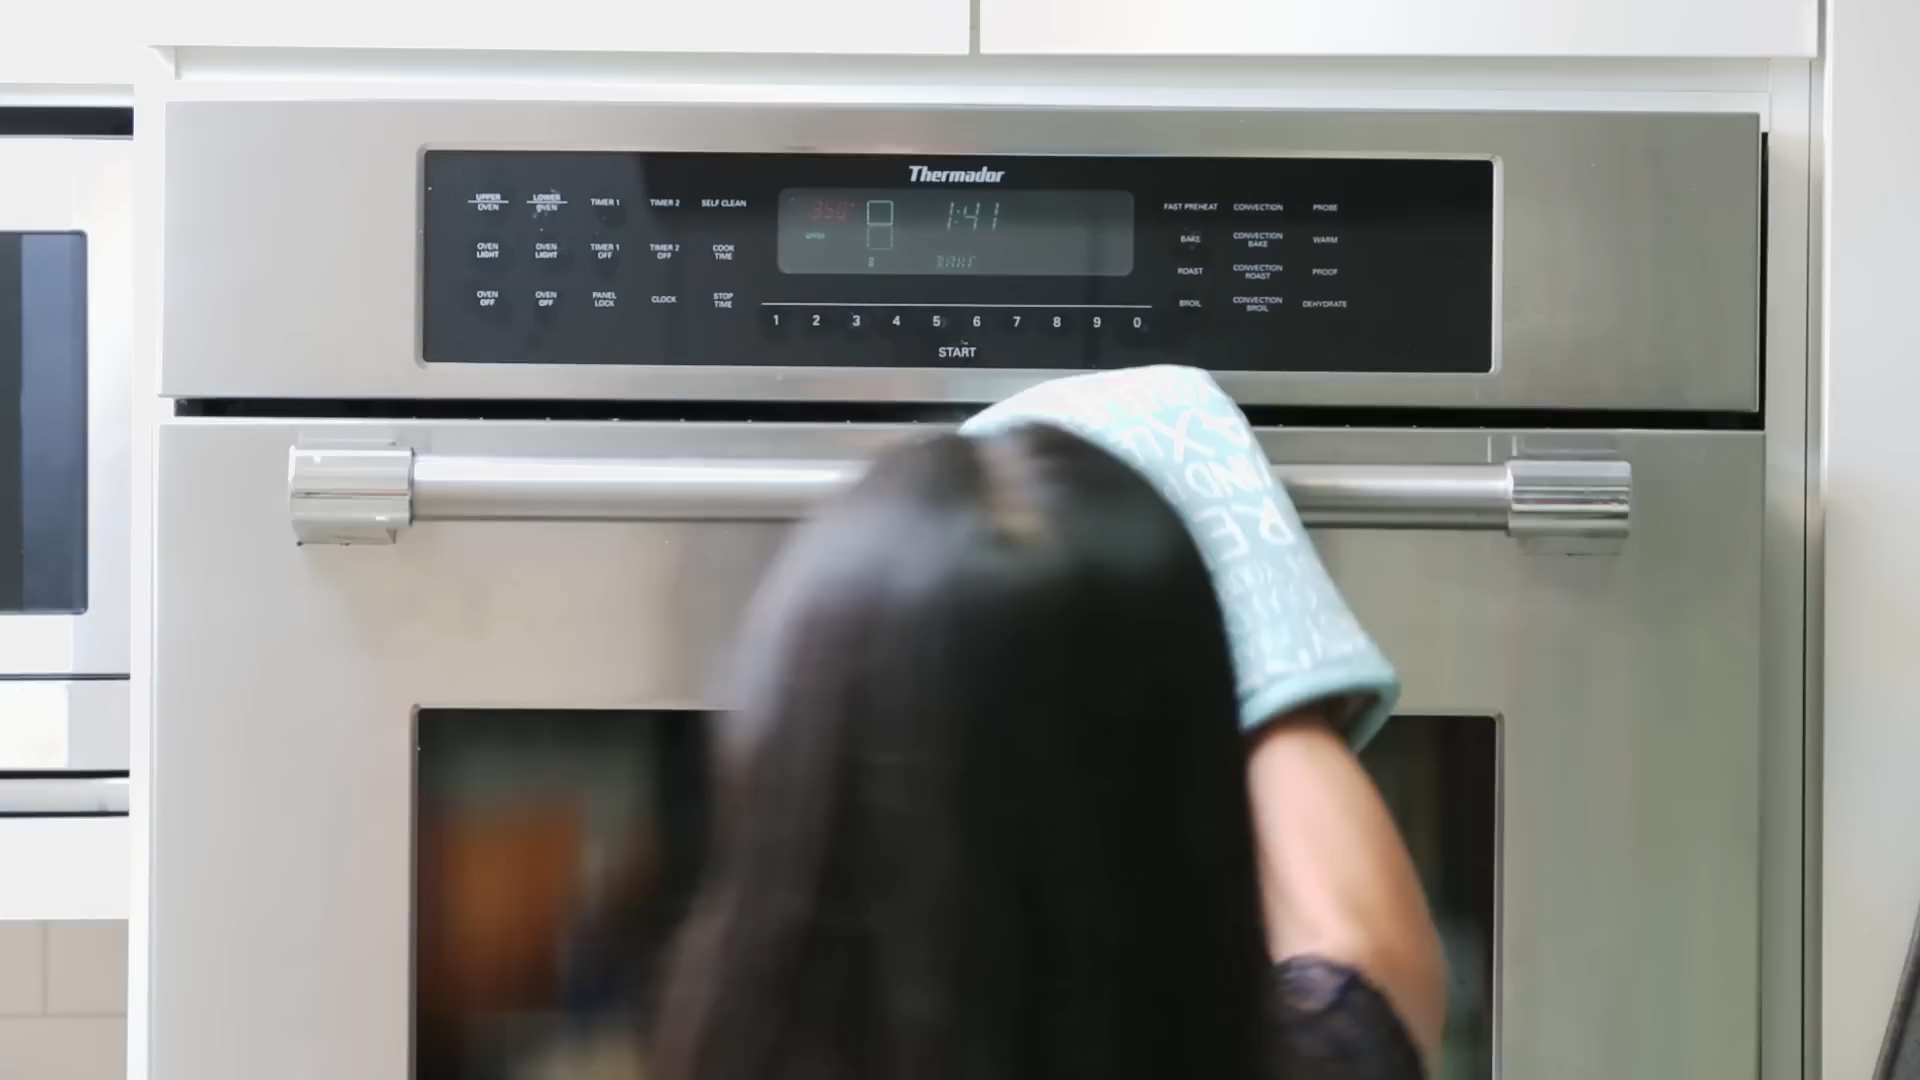 Thermador
UPPER OVEN
LOWER OVEN
TIMER 1
TIMER 2
SELF CLEAN
OVEN LIGHT
OVEN LIGHT
TIMER 1 OFF
TIMER 2 OFF
COOK TIME
OVEN OFF
OVEN OFF
PANEL LOCK
CLOCK
STOP TIME
350°
1:41
UPPER
BAKE
1 2 3 4 5 6 7 8 9 0
START
FAST PREHEAT
CONVECTION
PROBE
BAKE
CONVECTION BAKE
WARM
ROAST
CONVECTION ROAST
PROOF
BROIL
CONVECTION BROIL
DEHYDRATE